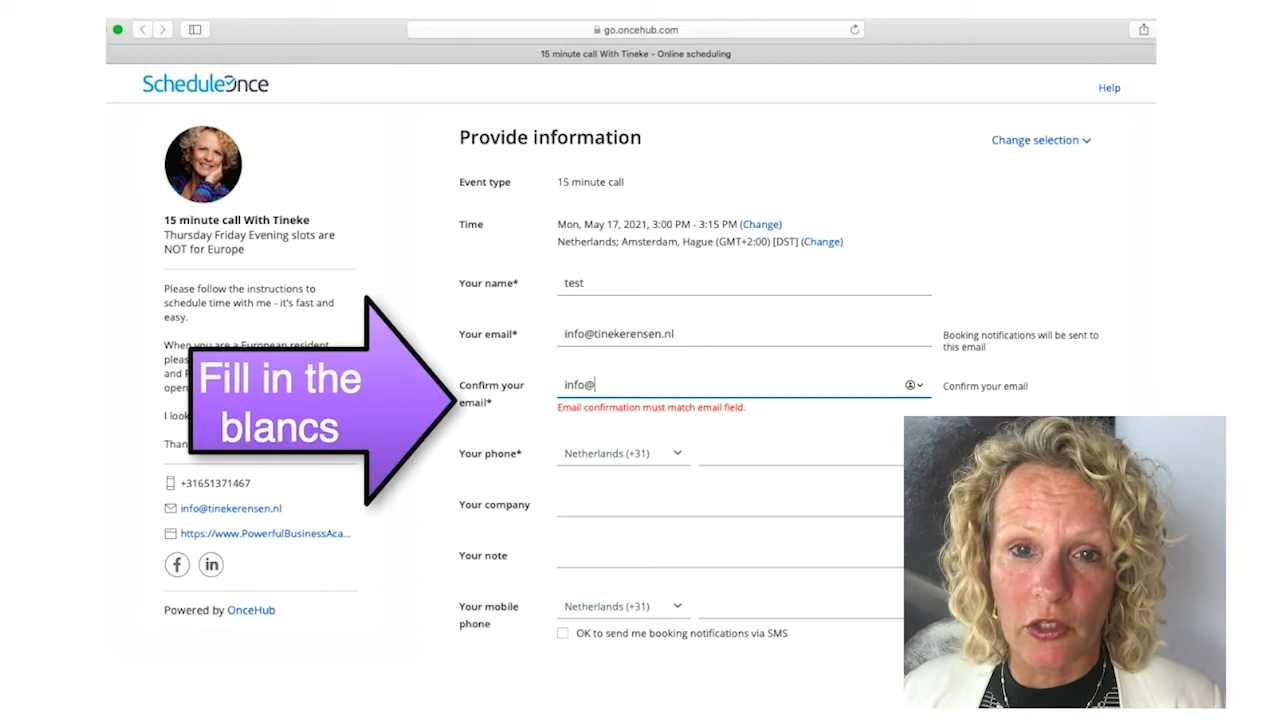 go.oncehub.com
15 minute call With Tineke - Online scheduling
ScheduleOnce
Help
15 minute call With Tineke
Thursday Friday Evening slots are
NOT for Europe
Please follow the instructions to
schedule time with me - it's fast and
easy.
When you are a European resident
and
I
+31651371467
info@tinekerensen.nl
https://www.PowerfulBusinessAca...
f
in
Powered by OnceHub
Fill in the
blancs
Provide information
Change selection
Event type
15 minute call
Time
Mon, May 17, 2021, 3:00 PM - 3:15 PM (Change)
Netherlands; Amsterdam, Hague (GMT+2:00) [DST] (Change)
Your name*
test
Your email*
info@tinekerensen.nl
Booking notifications will be sent to
this email
Confirm your
email*
info@
Confirm your email
Email confirmation must match email field.
Your phone*
Netherlands (+31)
Your company
Your note
Your mobile
phone
Netherlands (+31)
OK to send me booking notifications via SMS